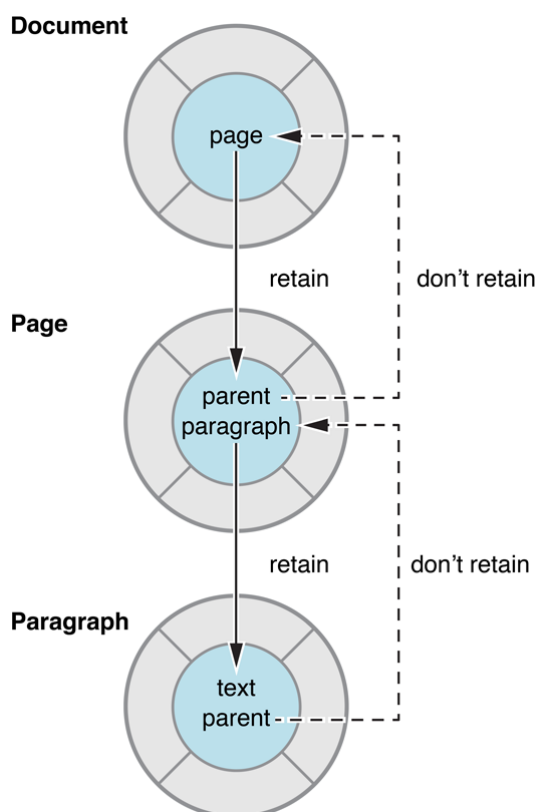 Document
page
retain
don’t retain
Page
parent
paragraph
retain
don’t retain
Paragraph
text
parent